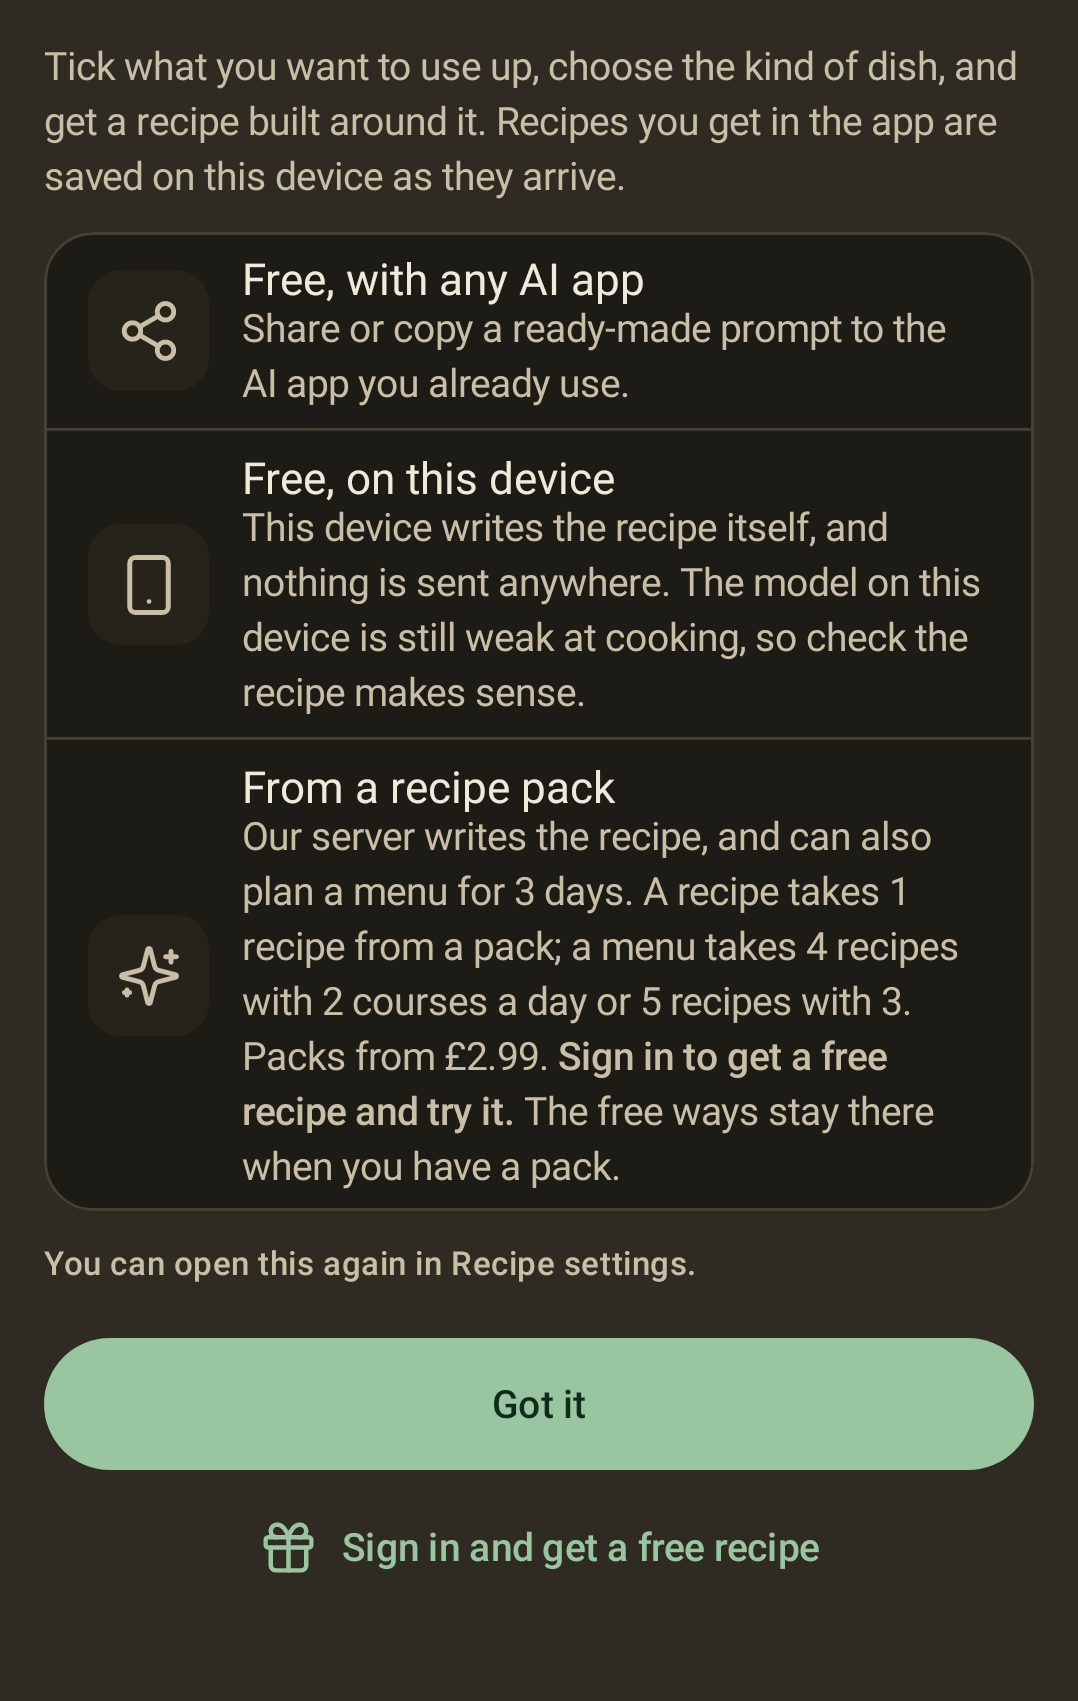 Tick what you want to use up, choose the kind of dish, and
get a recipe built around it. Recipes you get in the app are
saved on this device as they arrive.
Free, with any AI app
Share or copy a ready-made prompt to the
AI app you already use.
Free, on this device
This device writes the recipe itself, and
nothing is sent anywhere. The model on this
device is still weak at cooking, so check the
recipe makes sense.
From a recipe pack
Our server writes the recipe, and can also
plan a menu for 3 days. A recipe takes 1
recipe from a pack; a menu takes 4 recipes
with 2 courses a day or 5 recipes with 3.
Packs from £2.99. Sign in to get a free
recipe and try it. The free ways stay there
when you have a pack.
You can open this again in Recipe settings.
Got it
Sign in and get a free recipe